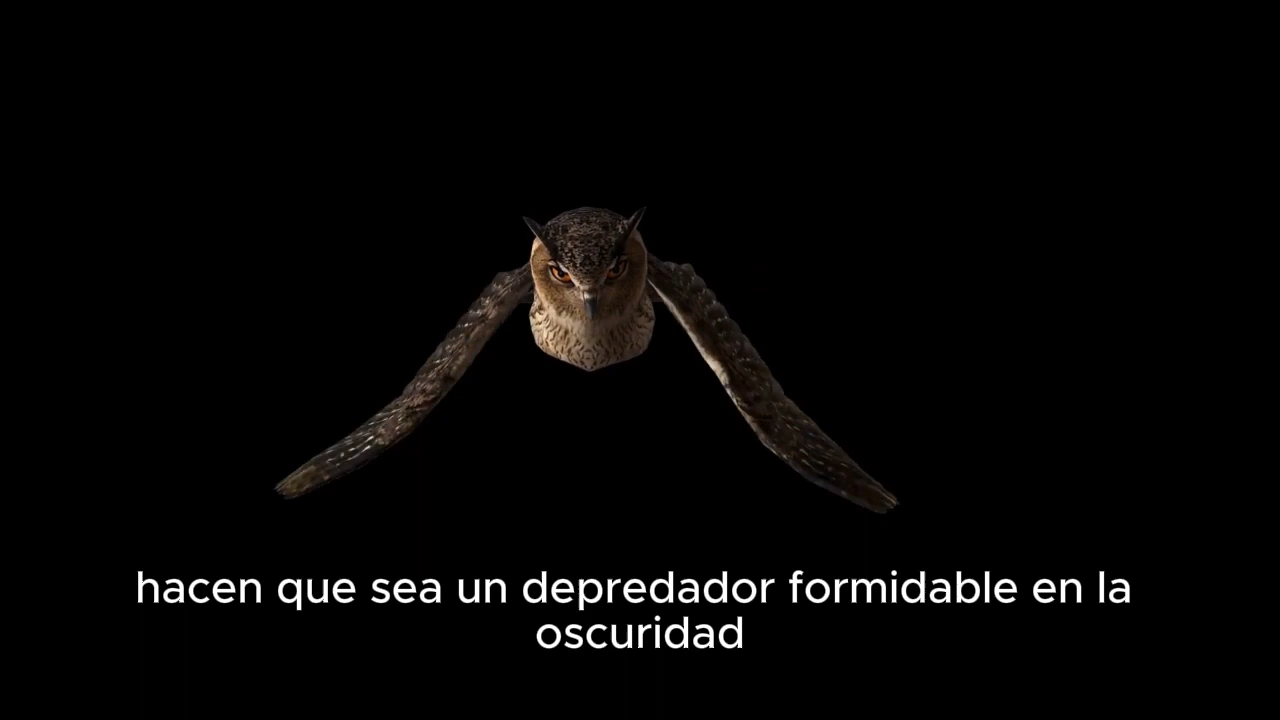 hacen que sea un depredador formidable en la
oscuridad